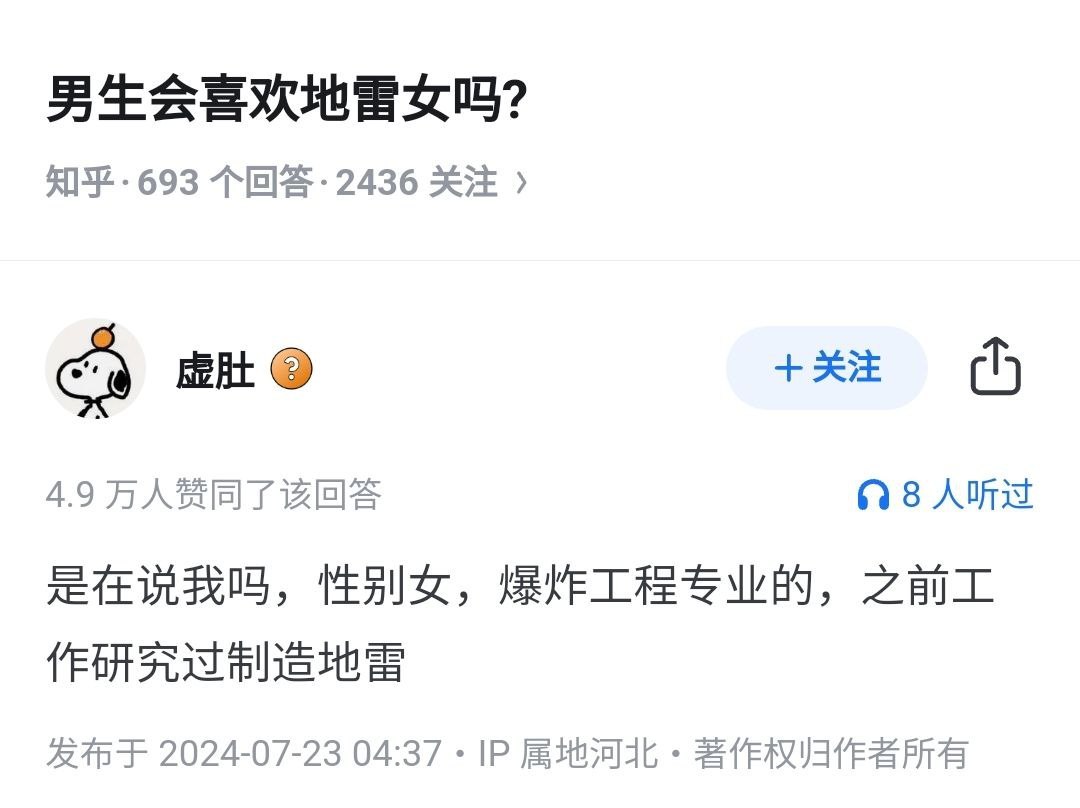 男生会喜欢地雷女吗?
知乎·693 个回答·2436 关注 ›
虚肚 ?
+关注
4.9 万人赞同了该回答
8 人听过
是在说我吗，性别女，爆炸工程专业的，之前工
作研究过制造地雷
发布于 2024-07-23 04:37・IP 属地河北・著作权归作者所有